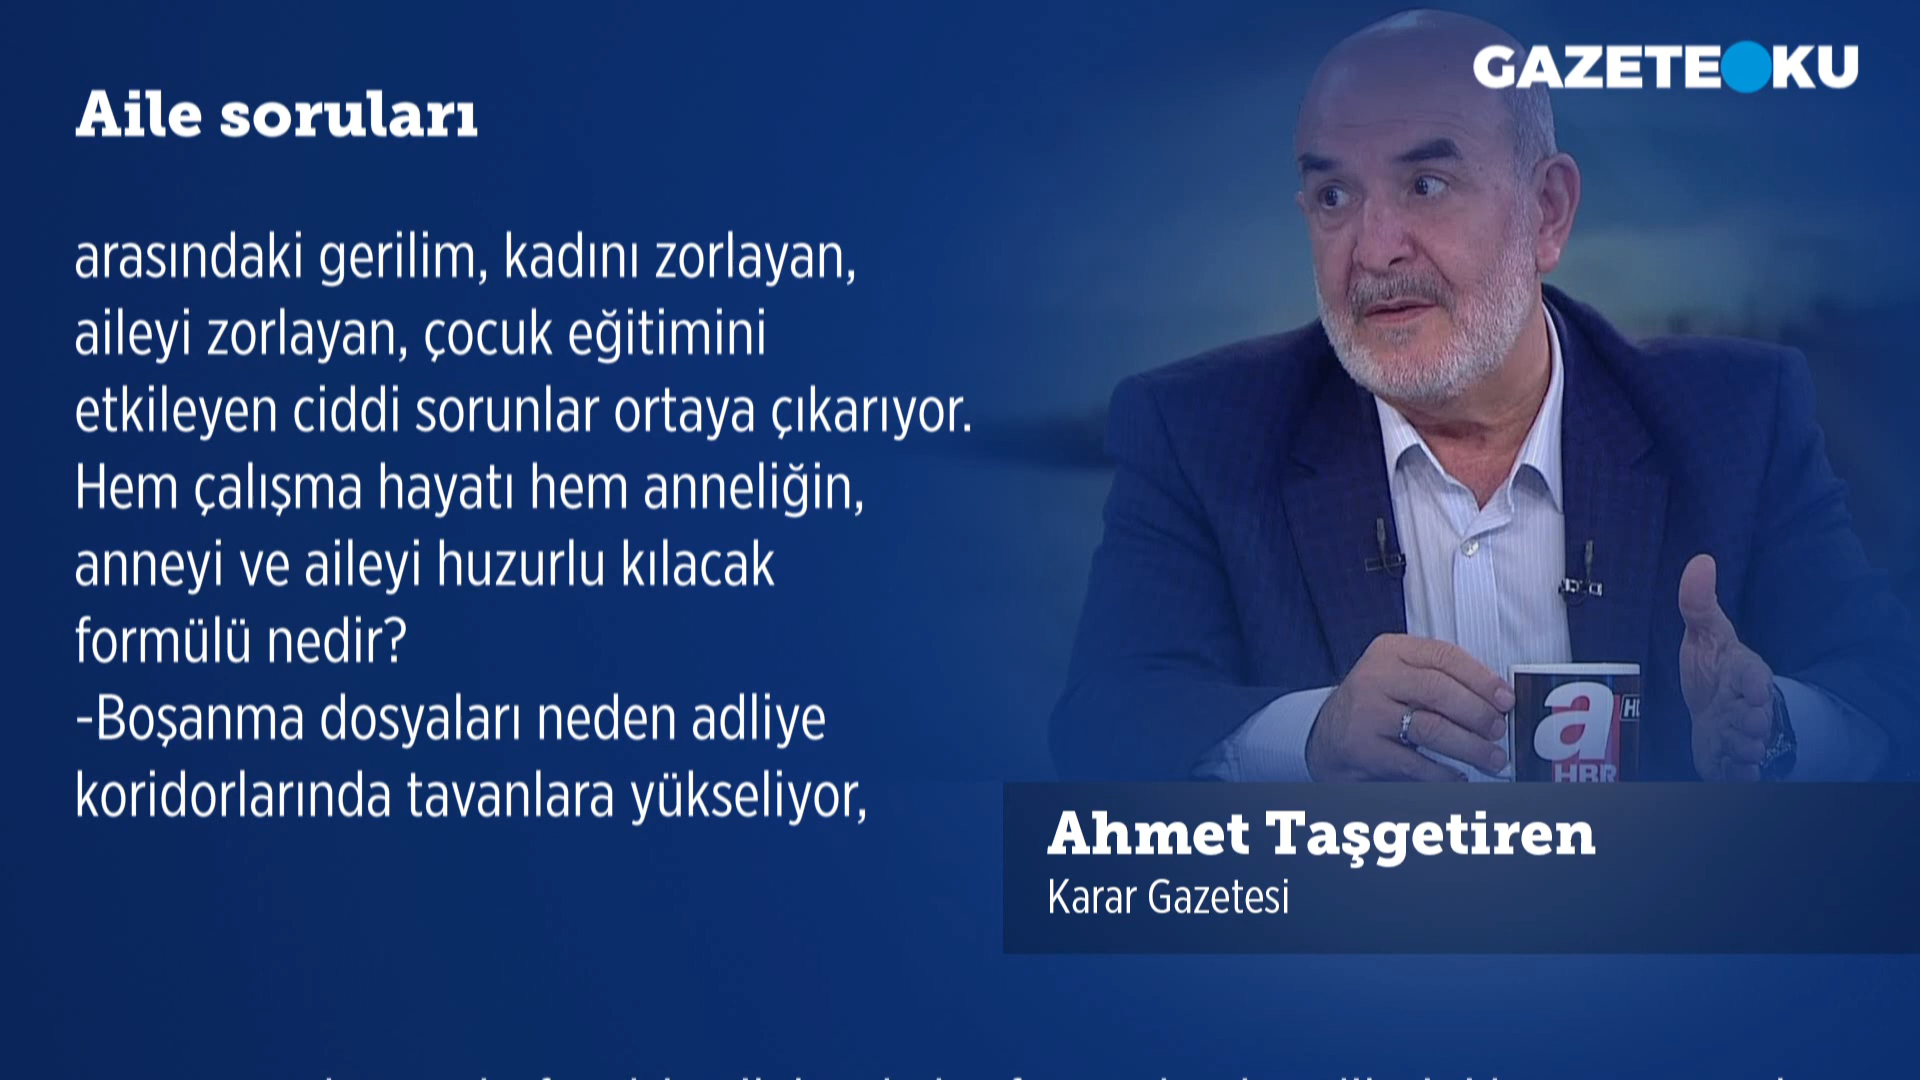 GAZETE KU
Aile soruları
arasındaki gerilim, kadını zorlayan,
aileyi zorlayan, çocuk eğitimini
etkileyen ciddi sorunlar ortaya çıkarıyor.
Hem çalışma hayatı hem anneliğin,
anneyi ve aileyi huzurlu kılacak
formülü nedir?
-Boşanma dosyaları neden adliye
koridorlarında tavanlara yükseliyor,
a
HBR
Ahmet Taşgetiren
Karar Gazetesi